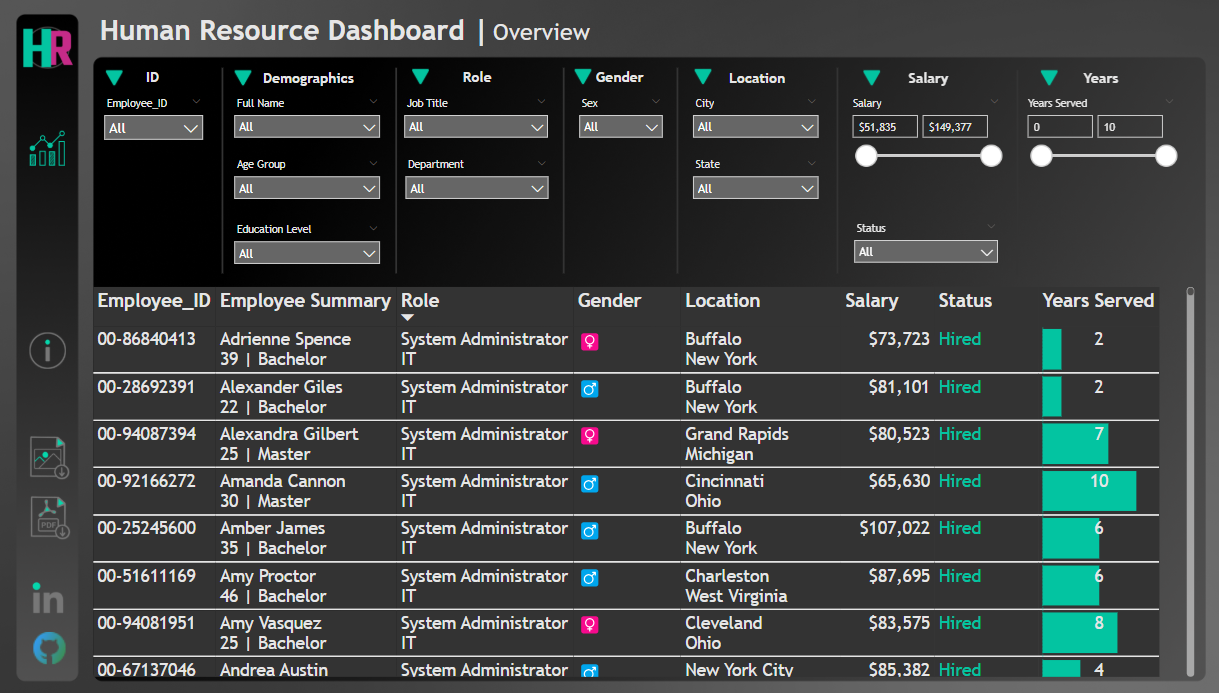 HR
Human Resource Dashboard | Overview
ID
Demographics
Role
Gender
Location
Salary
Years
Employee_ID
Full Name
Job Title
Sex
City
Salary
Years Served
All
All
All
All
All
$51,835
$149,377
0
10
Age Group
Department
State
All
All
All
Education Level
Status
All
All
Employee_ID Employee Summary Role Gender Location Salary Status Years Served
00-86840413 Adrienne Spence System Administrator Buffalo $73,723 Hired 2
39 | Bachelor IT New York
00-28692391 Alexander Giles System Administrator Buffalo $81,101 Hired 2
22 | Bachelor IT New York
00-94087394 Alexandra Gilbert System Administrator Grand Rapids $80,523 Hired 7
25 | Master IT Michigan
00-92166272 Amanda Cannon System Administrator Cincinnati $65,630 Hired 10
30 | Master IT Ohio
00-25245600 Amber James System Administrator Buffalo $107,022 Hired 6
35 | Bachelor IT New York
00-51611169 Amy Proctor System Administrator Charleston $87,695 Hired 6
46 | Bachelor IT West Virginia
00-94081951 Amy Vasquez System Administrator Cleveland $83,575 Hired 8
25 | Bachelor IT Ohio
00-67137046 Andrea Austin System Administrator New York City $85,382 Hired 4
PDF
in